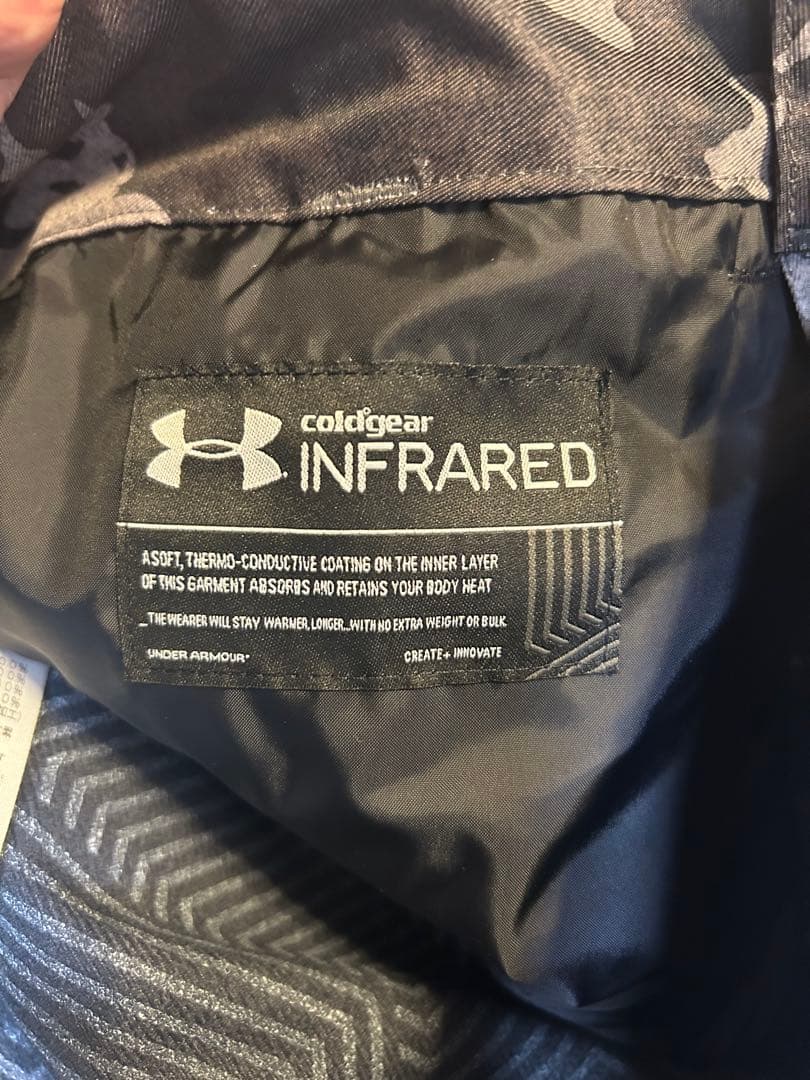 coldgear
INFRARED
A SOFT, THERMO-CONDUCTIVE COATING ON THE INNER LAYER
OF THIS GARMENT ABSORBS AND RETAINS YOUR BODY HEAT
_THE WEARER WILL STAY WARMER, LONGER...WITH NO EXTRA WEIGHT OR BULK
UNDER ARMOUR
CREATE + INNOVATE